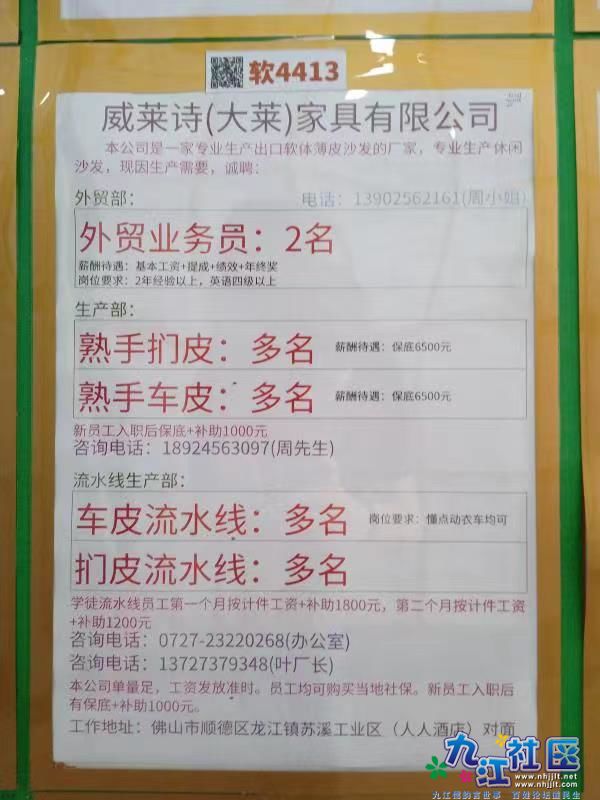 软4413
威莱诗(大莱)家具有限公司
本公司是一家专业生产出口软体薄皮沙发的厂家，专业生产休闲
沙发，现因生产需要，诚聘：
外贸部：
电话：13902562161(周小姐)
外贸业务员：2名
薪酬待遇：基本工资+提成+绩效+年终奖
岗位要求：2年经验以上，英语四级以上
生产部：
熟手扪皮：多名
薪酬待遇：保底6500元
熟手车皮：多名
薪酬待遇：保底6500元
新员工入职后保底+补助1000元
咨询电话：18924563097(周先生)
流水线生产部：
车皮流水线：多名
岗位要求：懂点动衣车均可
扪皮流水线：多名
学徒流水线员工第一个月按计件工资+补助1800元，第二个月按计件工资
+补助1200元
咨询电话：0727-23220268(办公室)
咨询电话：13727379348(叶厂长)
本公司单量足，工资发放准时。员工均可购买当地社保。新员工入职后
有保底+补助1000元。
工作地址：佛山市顺德区龙江镇苏溪工业区（人人酒店）对面
九江社区
www.nhjjlt.net
www.nhjjlt.com